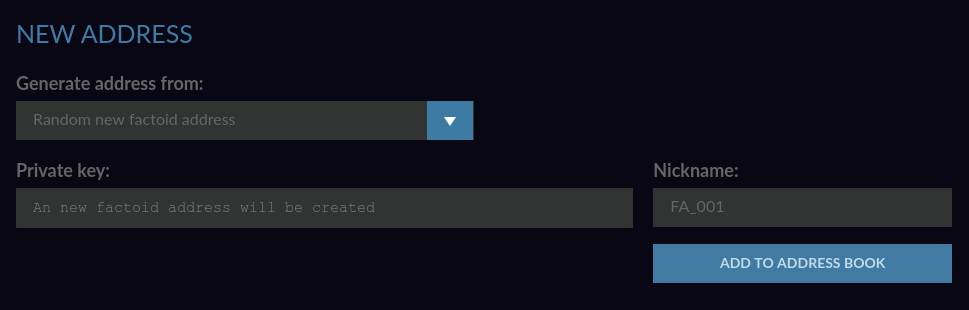 NEW ADDRESS
Generate address from:
Random new factoid address
Private key:
An new factoid address will be created
Nickname:
FA_001
ADD TO ADDRESS BOOK